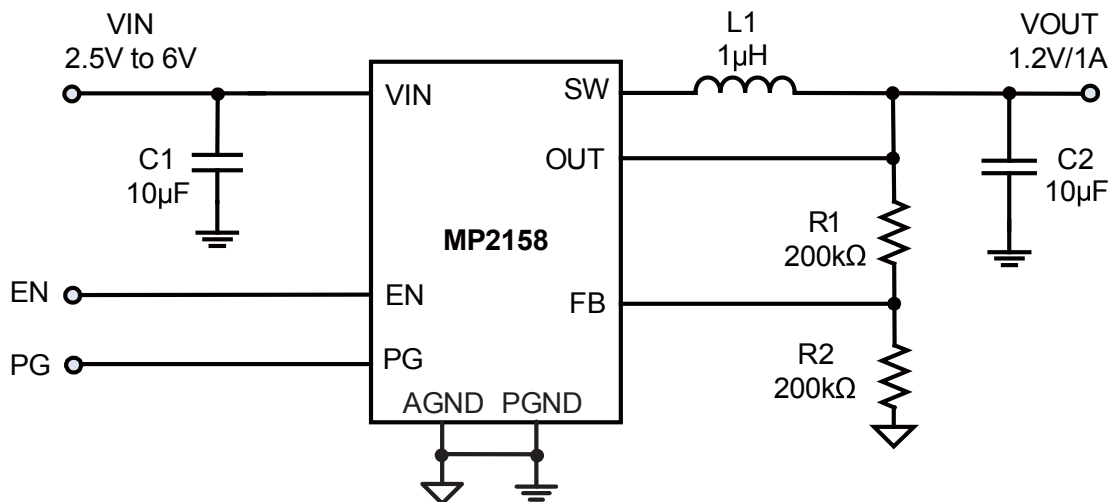 VIN
2.5V to 6V
C1
10µF
VIN
SW
L1
1µH
VOUT
1.2V/1A
OUT
C2
10µF
R1
200kΩ
MP2158
EN
EN
FB
PG
PG
R2
200kΩ
AGND PGND